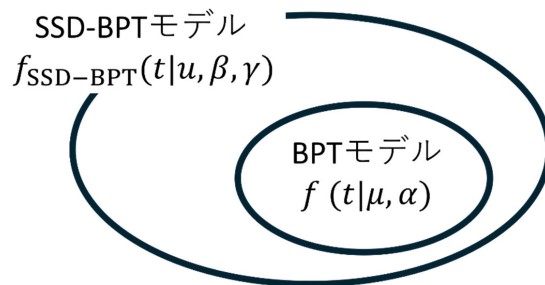 SSD-BPTモデル
f_SSD−BPT(t|u, β, γ)
BPTモデル
f (t|μ, α)